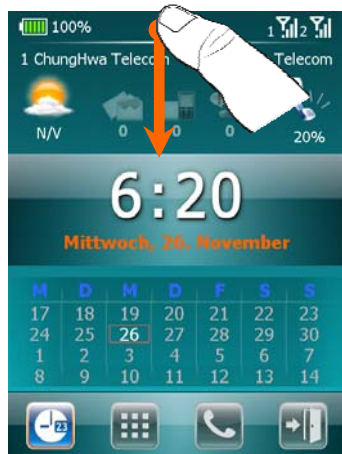 100% 1 2
1 ChungHwa Telecom Telecom
N/V 0 0 0 20%
6:20
Mittwoch, 26. November
M D M D F S S
17 18 19 20 21 22 23
24 25 26 27 28 29 30
1 2 3 4 5 6 7
8 9 10 11 12 13 14
23